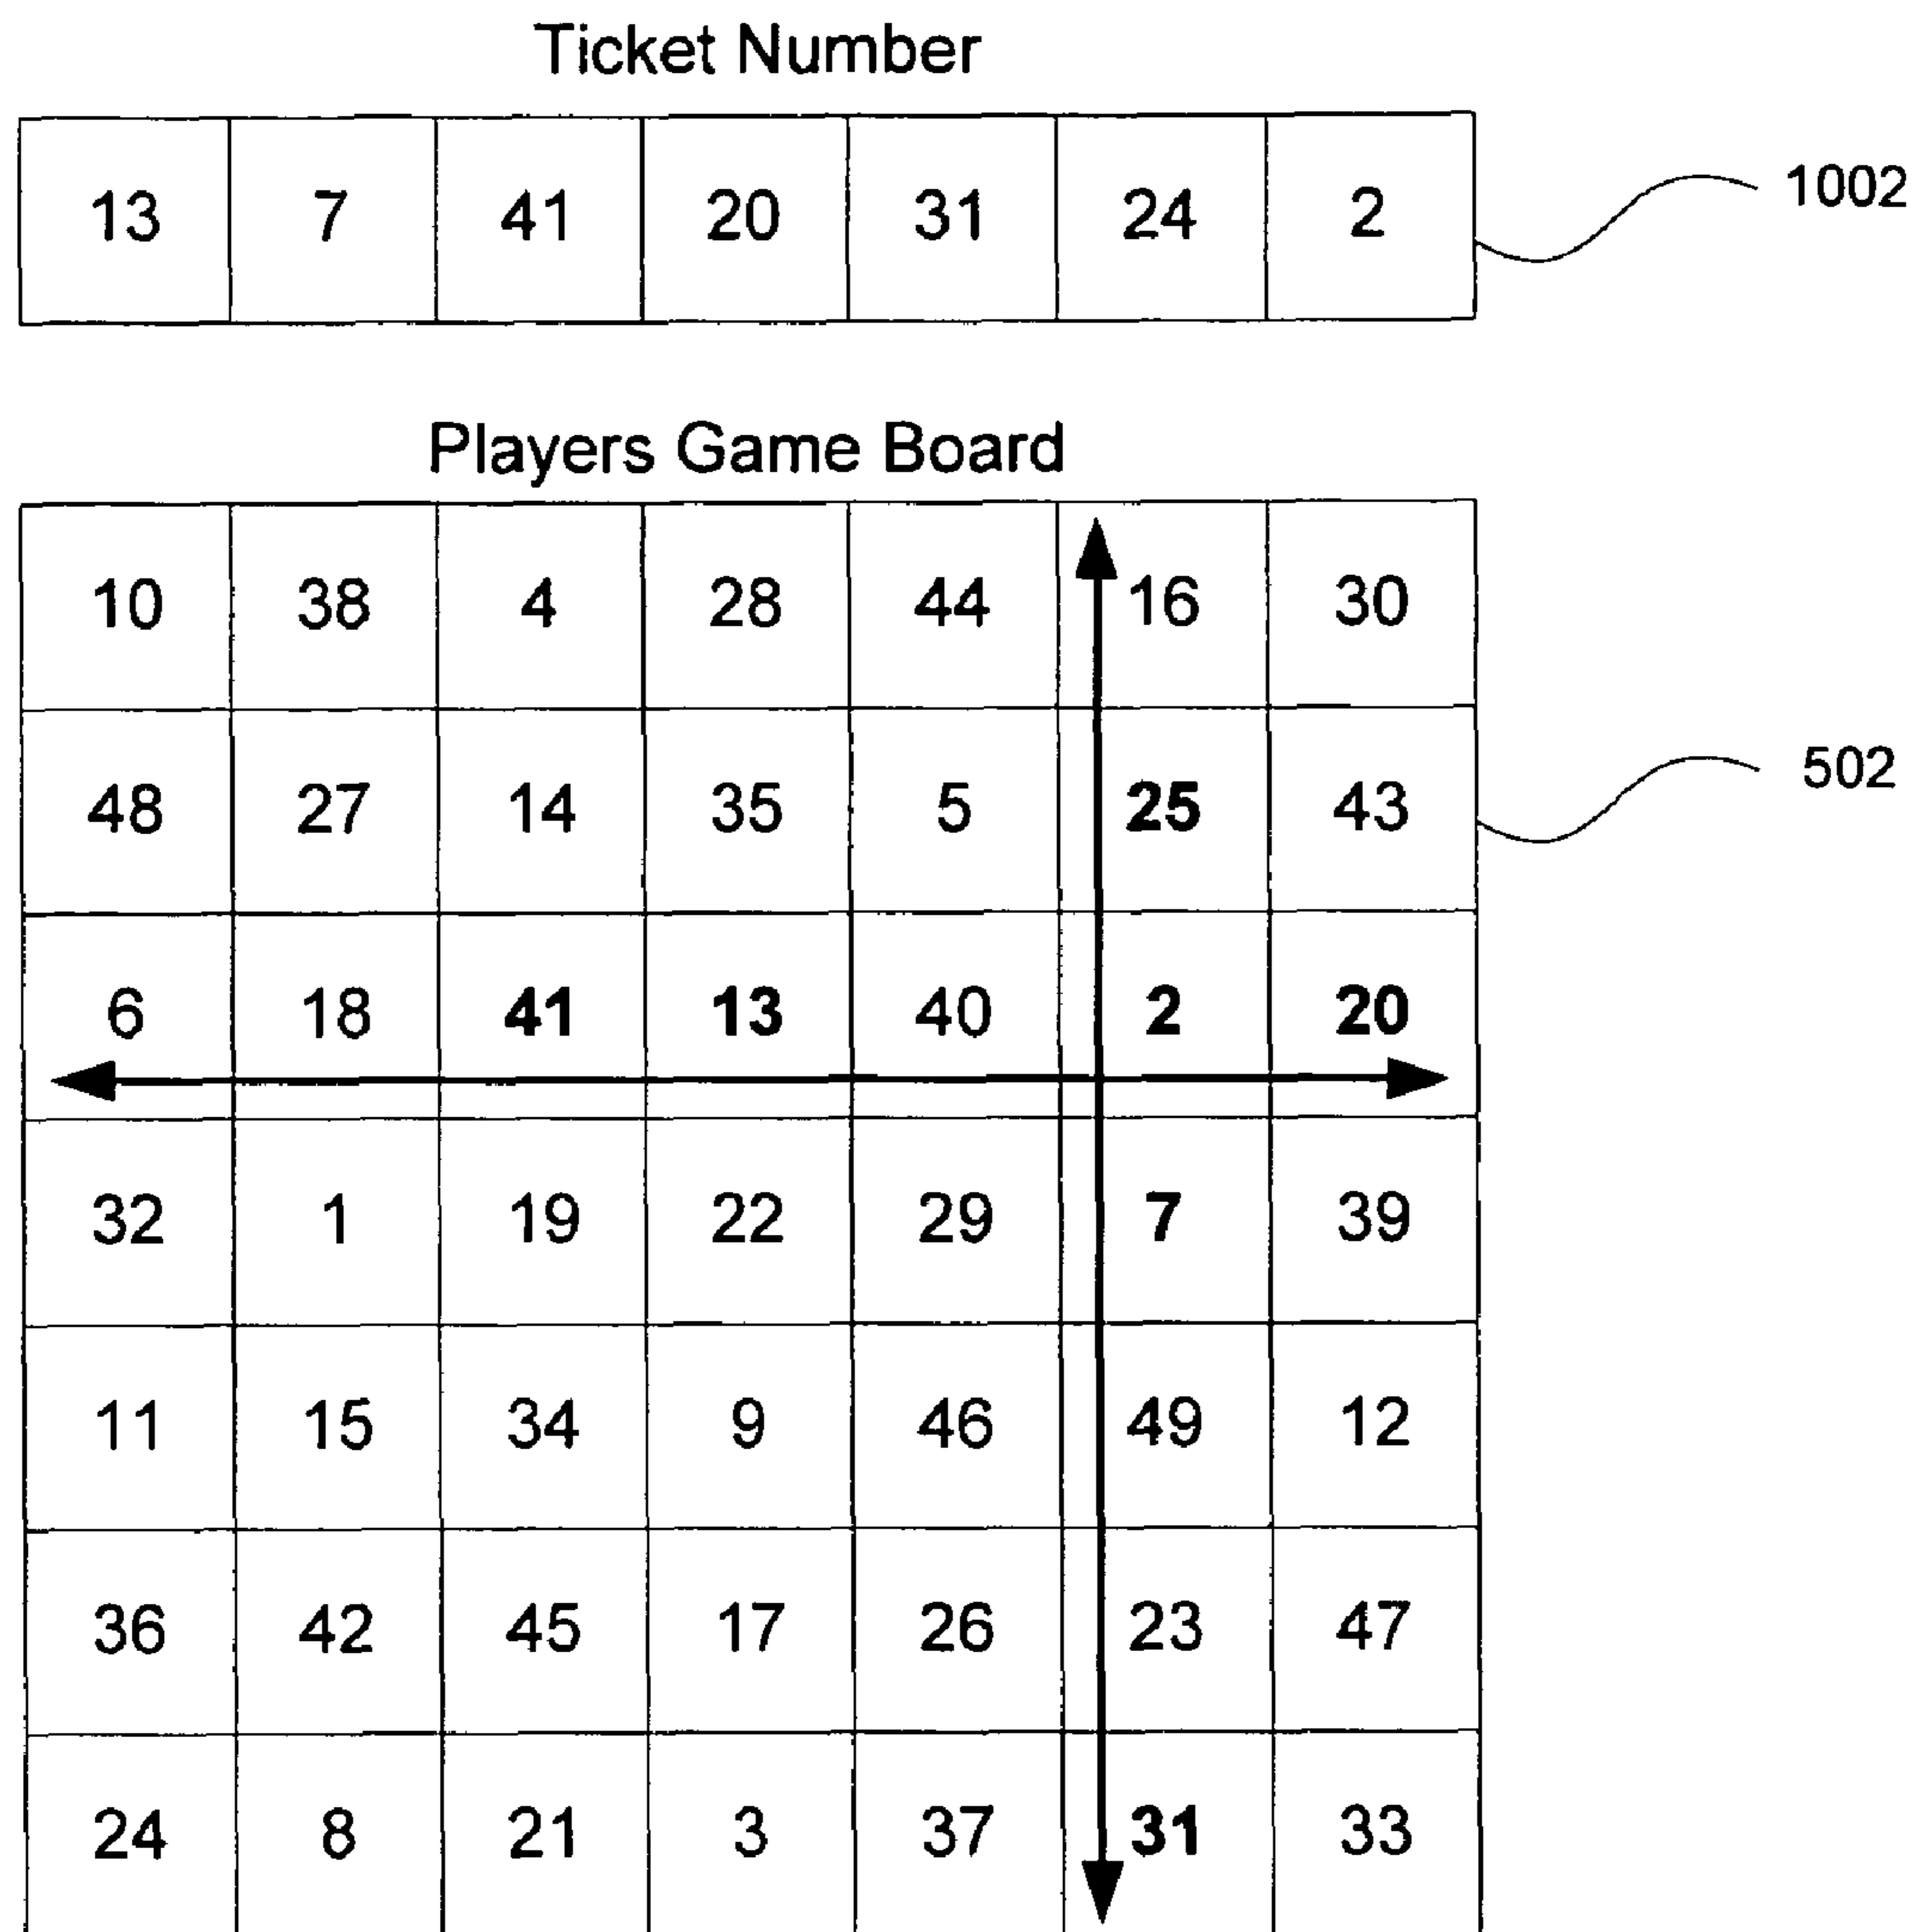 Ticket Number
13 7 41 20 31 24 2
1002
Players Game Board
10 38 4 28 44 16 30
48 27 14 35 5 25 43
502
6 18 41 13 40 2 20
32 1 19 22 29 7 39
11 15 34 9 46 49 12
36 42 45 17 26 23 47
24 8 21 3 37 31 33